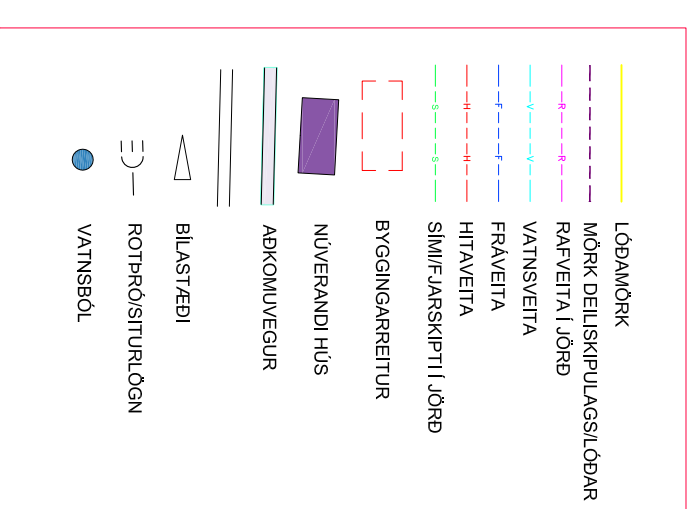 LÓÐAMÖRK
MÖRK DEILISKIPULAGS/LÓÐAR
R R RAFVEITA Í JÖRÐ
V V VATNSVEITA
F F FRÁVEITA
H H HITAVEITA
S S SÍMI/FJARSKIPTI Í JÖRÐ
BYGGINGARREITUR
NÚVERANDI HÚS
AÐKOMUVEGUR
BÍLASTÆÐI
ROTÞRÓ/SITURLÖGN
VATNSBÓL